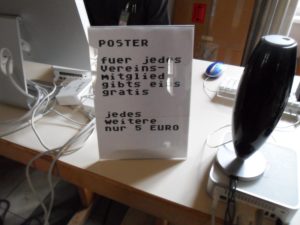 POSTER
fuer jedes
Vereins-
mitglied
gibts eins
gratis
jedes
weitere
nur 5 EURO